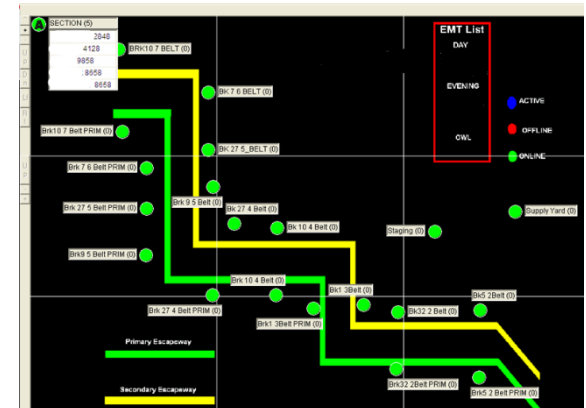 A
SECTION (5)
2848
4128
9858
:8658
8658
BRK10 7 BELT (0)
EMT List
DAY
EVENING
OWL
BK 7 6 BELT (0)
ACTIVE
OFFLINE
ONLINE
Brk10 7 Belt PRIM (0)
BK 27 5_BELT (0)
Brk 7 6 Belt PRIM (0)
Brk 9 5 Belt (0)
Brk 27 5 Belt PRIM (0)
Bk 27 4 Belt (0)
Supply Yard (0)
Bk 10 4 Belt (0)
Staging (0)
Brk9 5 Belt PRIM (0)
Brk 10 4 Belt (0)
Bk1 3Belt (0)
Bk5 2Belt (0)
Brk 27 4 Belt PRIM (0)
Bk32 2 Belt (0)
Brk1 3Belt PRIM (0)
Primary Escapeway
Brk32 2Belt PRIM (0)
Brk5 2 Belt PRIM (0)
Secondary Escapeway